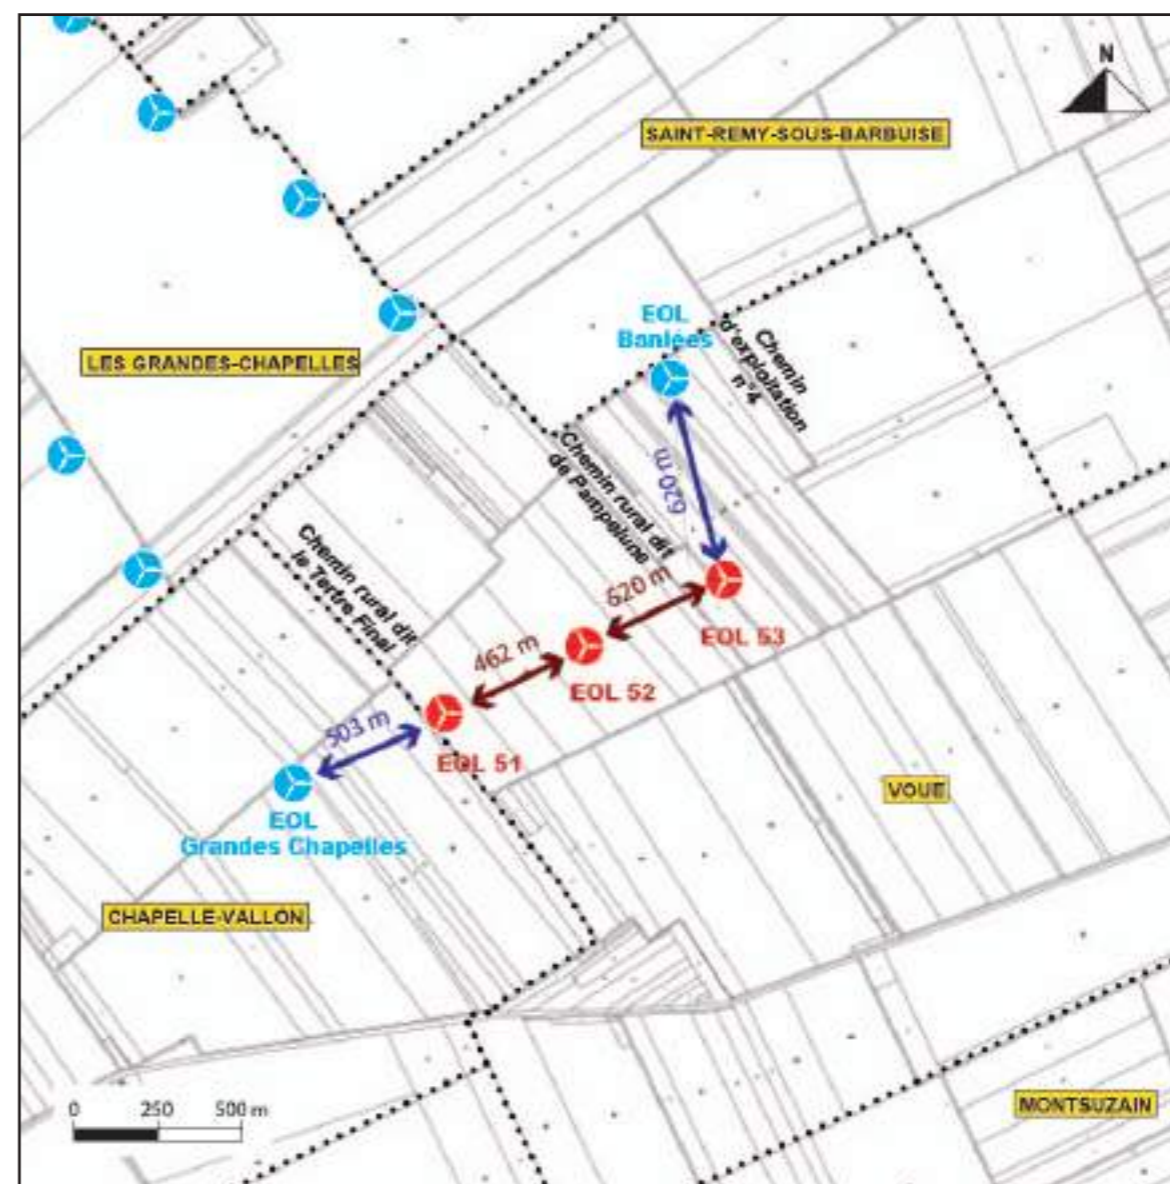 N
SAINT-REMY-SOUS-BARBUISE
EOL
Banlées
Chemin
d'exploitation
n°4
LES GRANDES-CHAPELLES
Chemin rural dit
de Pampelune
620 m
Chemin rural dit
le Tertre Final
620 m
EOL 53
462 m
EOL 52
503 m
EOL 51
VOUE
EOL
Grandes Chapelles
CHAPELLE-VALLON
0 250 500 m
MONTSUZAIN